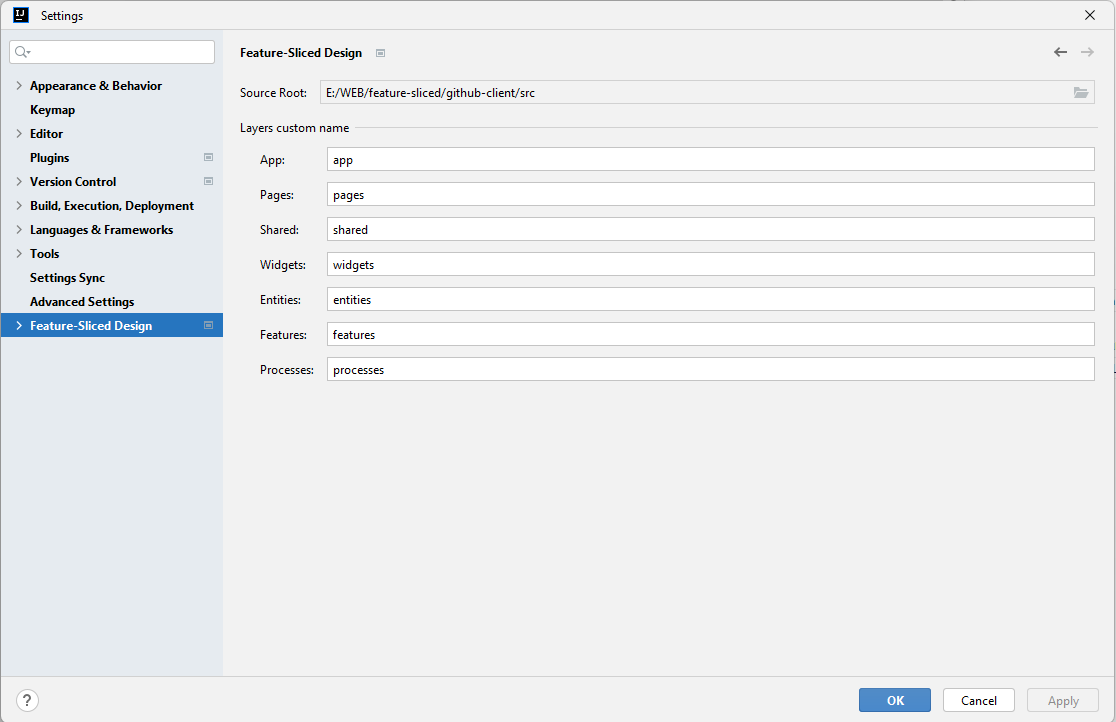 IJ
Settings
Appearance & Behavior
Keymap
Editor
Plugins
Version Control
Build, Execution, Deployment
Languages & Frameworks
Tools
Settings Sync
Advanced Settings
Feature-Sliced Design
Feature-Sliced Design
Source Root: E:/WEB/feature-sliced/github-client/src
Layers custom name
App: app
Pages: pages
Shared: shared
Widgets: widgets
Entities: entities
Features: features
Processes: processes
? OK Cancel Apply